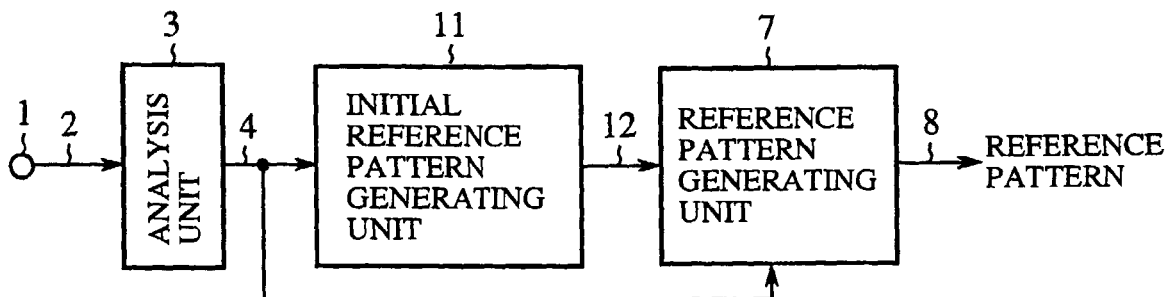 3
11
7
1
2
ANALYSIS
UNIT
4
INITIAL
REFERENCE
PATTERN
GENERATING
UNIT
12
REFERENCE
PATTERN
GENERATING
UNIT
8
REFERENCE
PATTERN